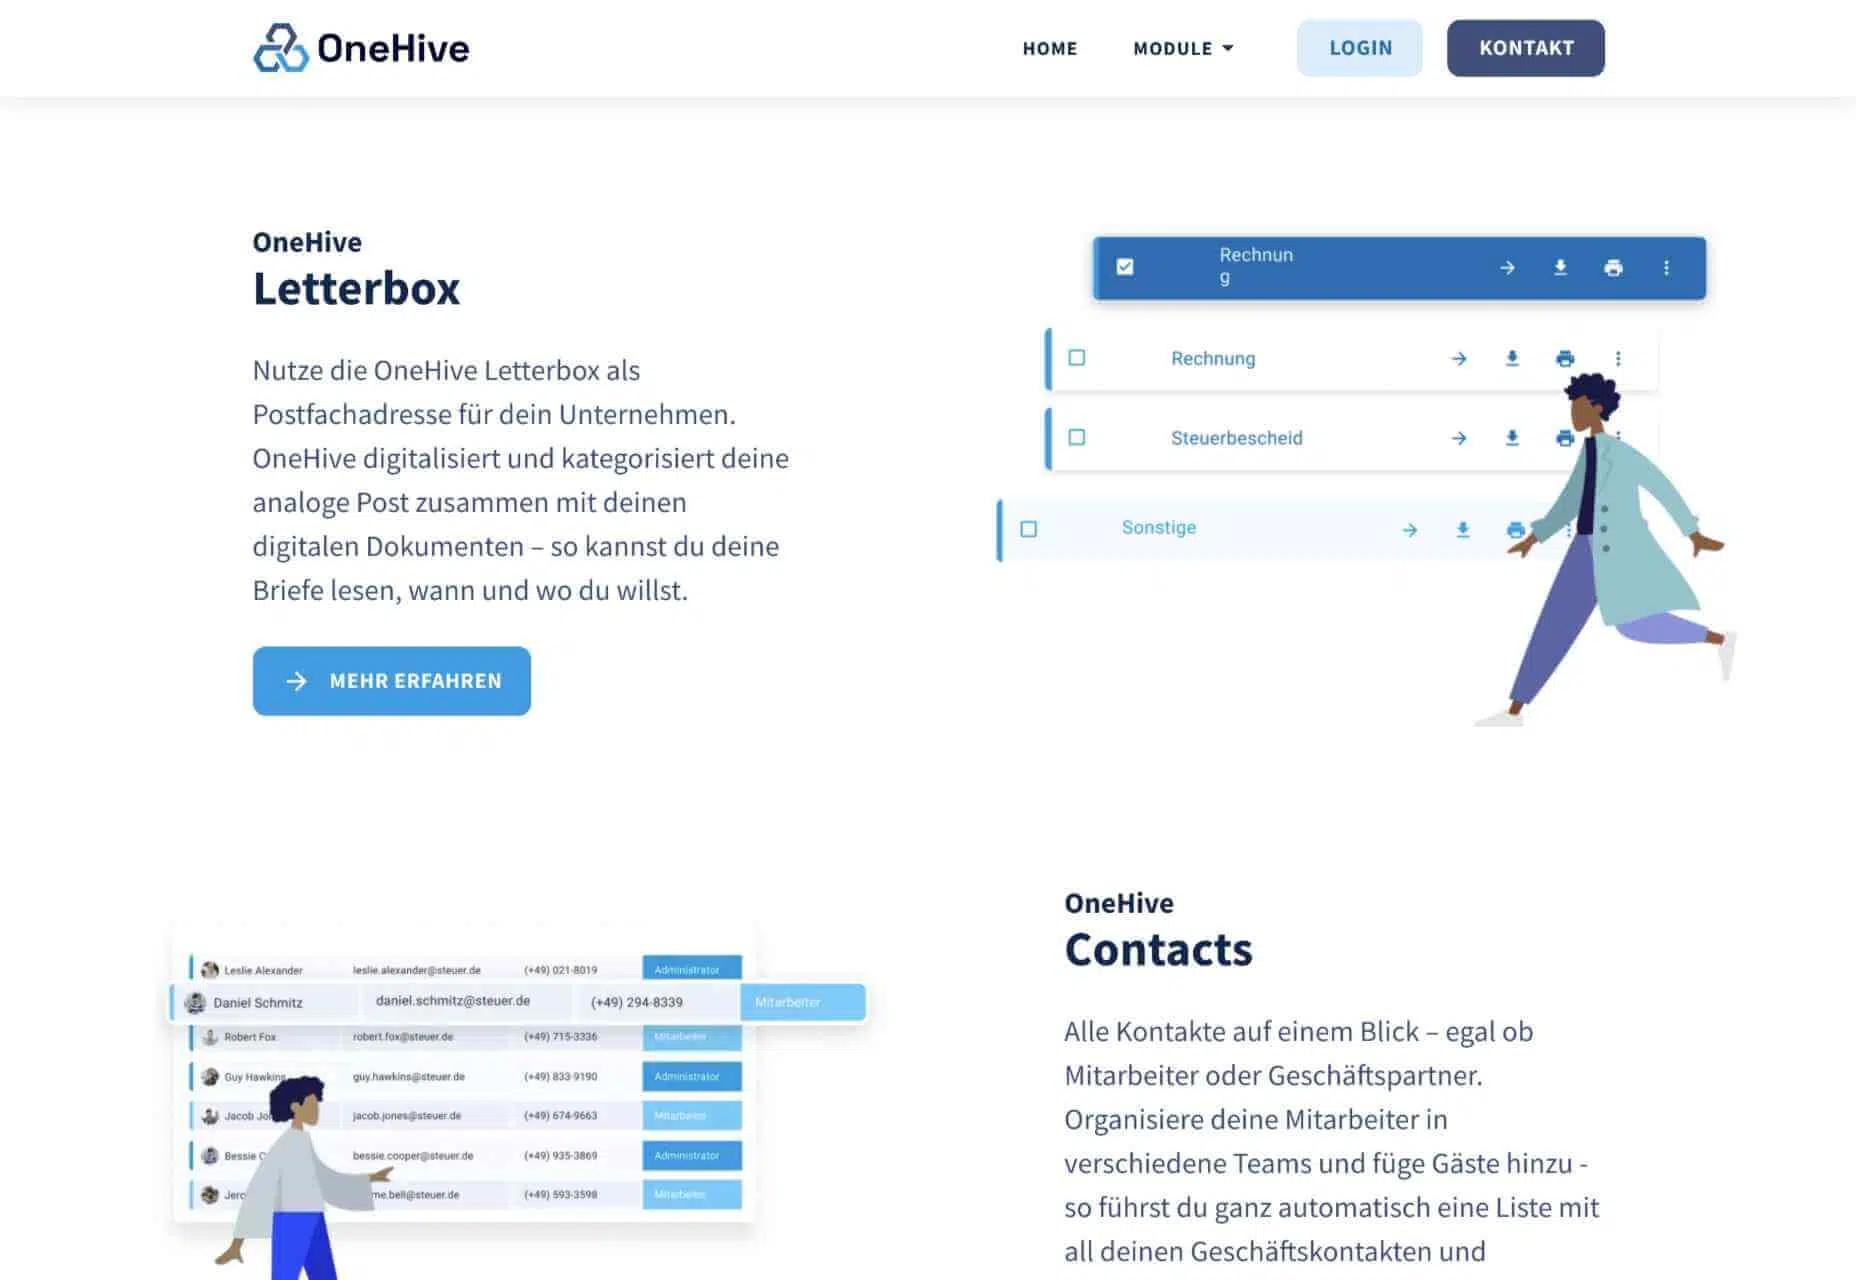 OneHive
HOME
MODULE
LOGIN
KONTAKT
OneHive
Letterbox
Nutze die OneHive Letterbox als
Postfachadresse für dein Unternehmen.
OneHive digitalisiert und kategorisiert deine
analoge Post zusammen mit deinen
digitalen Dokumenten – so kannst du deine
Briefe lesen, wann und wo du willst.
MEHR ERFAHREN
Rechnun
g
Rechnung
Steuerbescheid
Sonstige
Leslie Alexander leslie.alexander@steuer.de (+49) 021-8019 Administrator
Daniel Schmitz daniel.schmitz@steuer.de (+49) 294-8339 Mitarbeiter
Robert Fox robert.fox@steuer.de (+49) 715-3336 Mitarbeiter
Guy Hawkins guy.hawkins@steuer.de (+49) 833-9190 Administrator
Jacob Jo jacob.jones@steuer.de (+49) 674-9663 Mitarbeiter
Bessie C bessie.cooper@steuer.de (+49) 935-3869 Administrator
Jero me.bell@steuer.de (+49) 593-3598 Mitarbeiter
OneHive
Contacts
Alle Kontakte auf einem Blick – egal ob
Mitarbeiter oder Geschäftspartner.
Organisiere deine Mitarbeiter in
verschiedene Teams und füge Gäste hinzu -
so führst du ganz automatisch eine Liste mit
all deinen Geschäftskontakten und